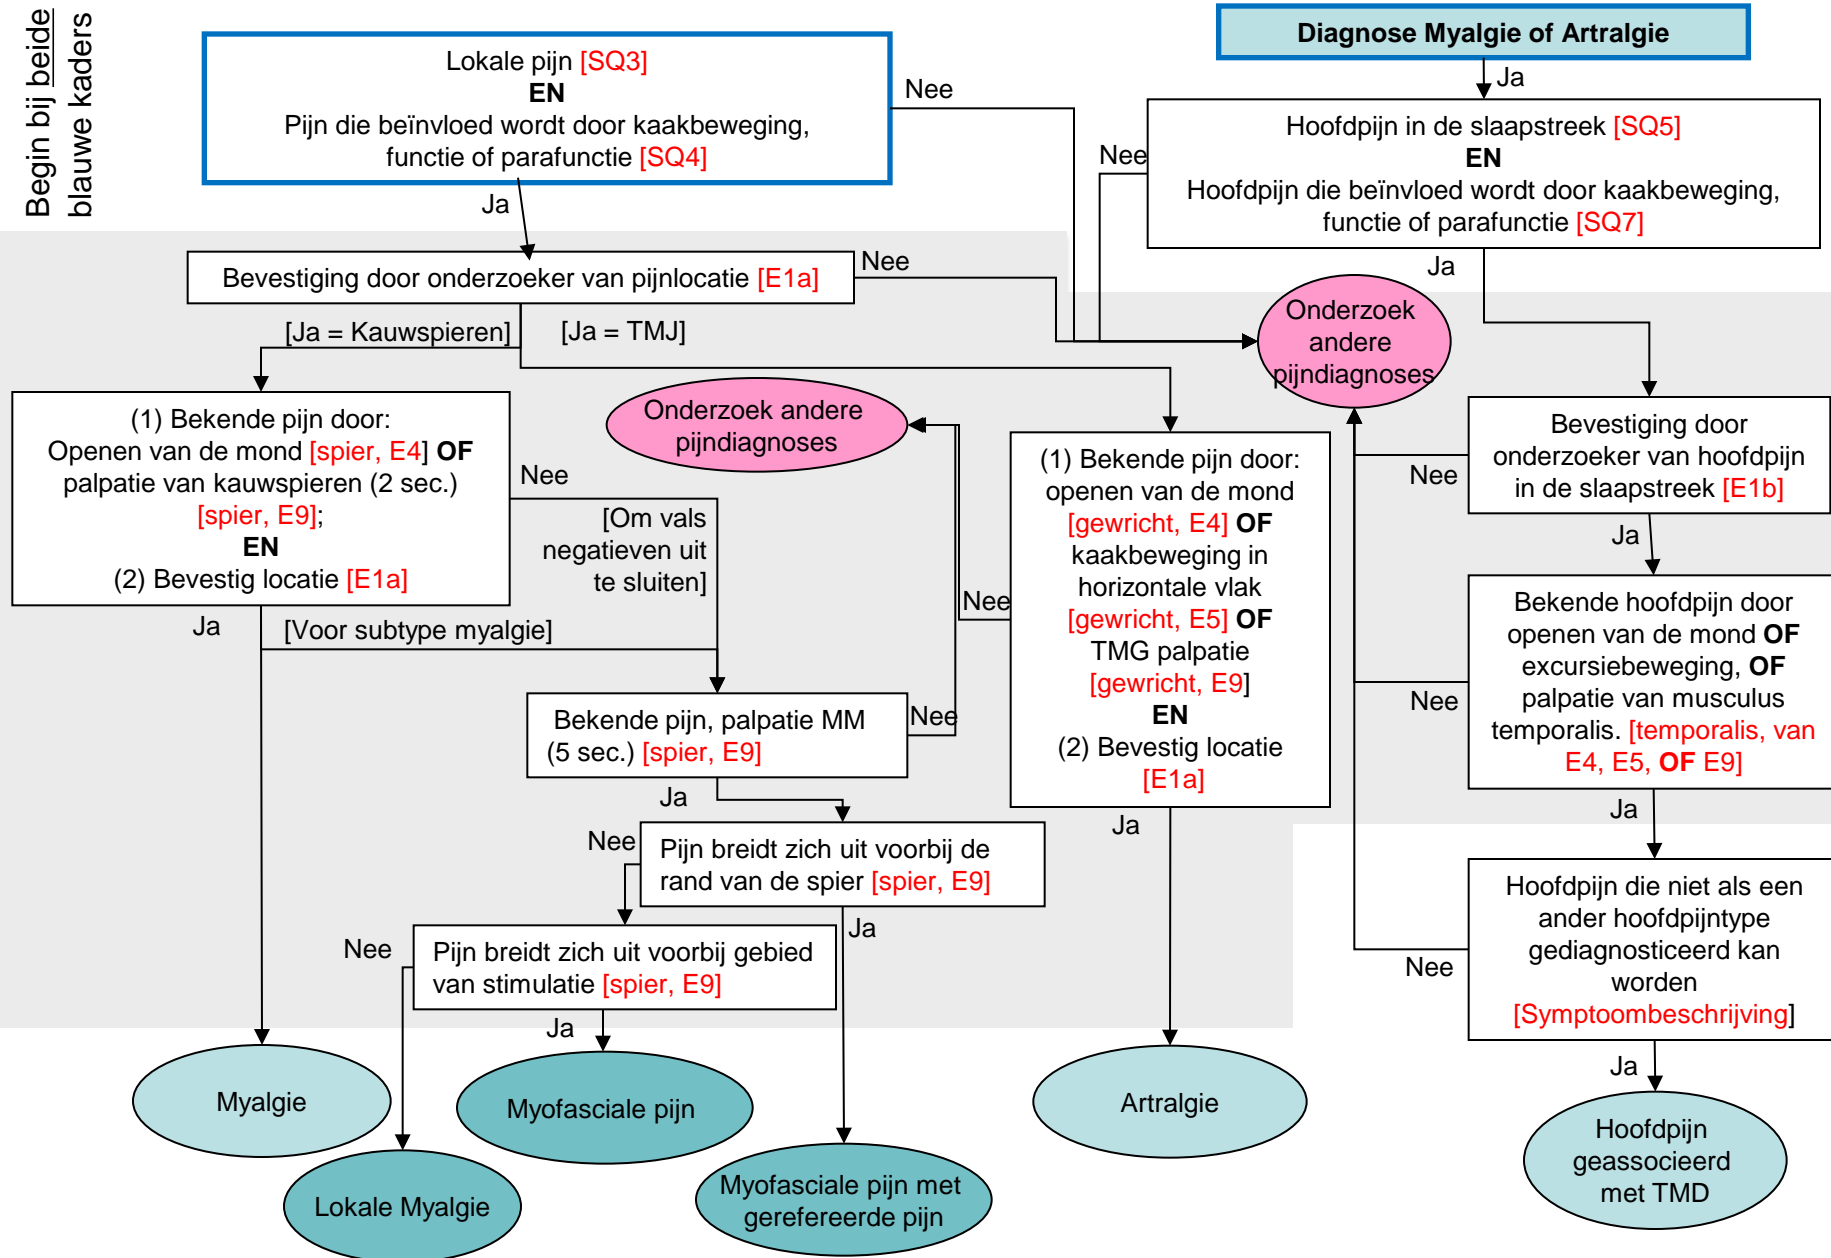 Begin bij beide
blauwe kaders
Lokale pijn [SQ3]
EN
Pijn die beïnvloed wordt door kaakbeweging,
functie of parafunctie [SQ4]
Nee
Ja
Diagnose Myalgie of Artralgie
Ja
Hoofdpijn in de slaapstreek [SQ5]
EN
Hoofdpijn die beïnvloed wordt door kaakbeweging,
functie of parafunctie [SQ7]
Nee
Ja
Bevestiging door onderzoeker van pijnlocatie [E1a]
Nee
[Ja = Kauwspieren]
[Ja = TMJ]
Onderzoek
andere
pijndiagnoses
(1) Bekende pijn door:
Openen van de mond [spier, E4] OF
palpatie van kauwspieren (2 sec.)
[spier, E9];
EN
(2) Bevestig locatie [E1a]
Nee
[Om vals
negatieven uit
te sluiten]
Ja
[Voor subtype myalgie]
Onderzoek andere
pijndiagnoses
(1) Bekende pijn door:
openen van de mond
[gewricht, E4] OF
kaakbeweging in
horizontale vlak
[gewricht, E5] OF
TMG palpatie
[gewricht, E9]
EN
(2) Bevestig locatie
[E1a]
Nee
Ja
Bevestiging door
onderzoeker van hoofdpijn
in de slaapstreek [E1b]
Nee
Ja
Bekende hoofdpijn door
openen van de mond OF
excursiebeweging, OF
palpatie van musculus
temporalis. [temporalis, van
E4, E5, OF E9]
Nee
Ja
Bekende pijn, palpatie MM
(5 sec.) [spier, E9]
Nee
Ja
Pijn breidt zich uit voorbij de
rand van de spier [spier, E9]
Nee
Ja
Pijn breidt zich uit voorbij gebied
van stimulatie [spier, E9]
Nee
Ja
Hoofdpijn die niet als een
ander hoofdpijntype
gediagnosticeerd kan
worden
[Symptoombeschrijving]
Nee
Ja
Myalgie
Lokale Myalgie
Myofasciale pijn
Myofasciale pijn met
gerefereerde pijn
Artralgie
Hoofdpijn
geassocieerd
met TMD